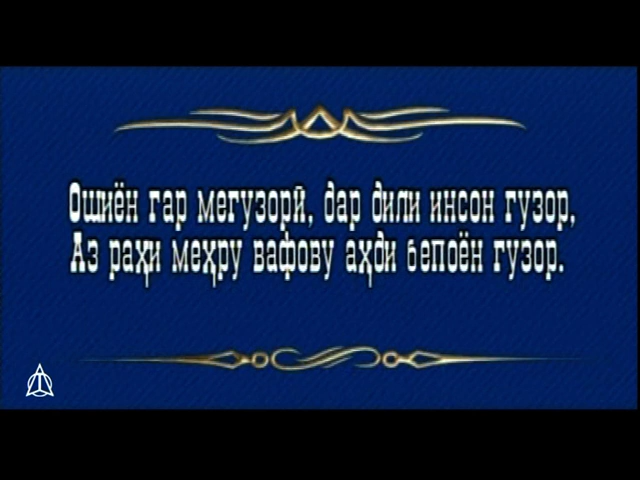 Ошиён гар мегузорӣ, дар дили инсон гузор,
Аз раҳи меҳру вафову аҳди бепоён гузор.